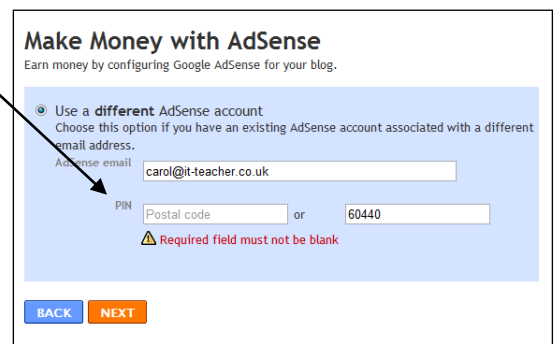 Make Money with AdSense
Earn money by configuring Google AdSense for your blog.
Use a different AdSense account
Choose this option if you have an existing AdSense account associated with a different
email address.
AdSense email carol@it-teacher.co.uk
PIN Postal code or 60440
Required field must not be blank
BACK NEXT